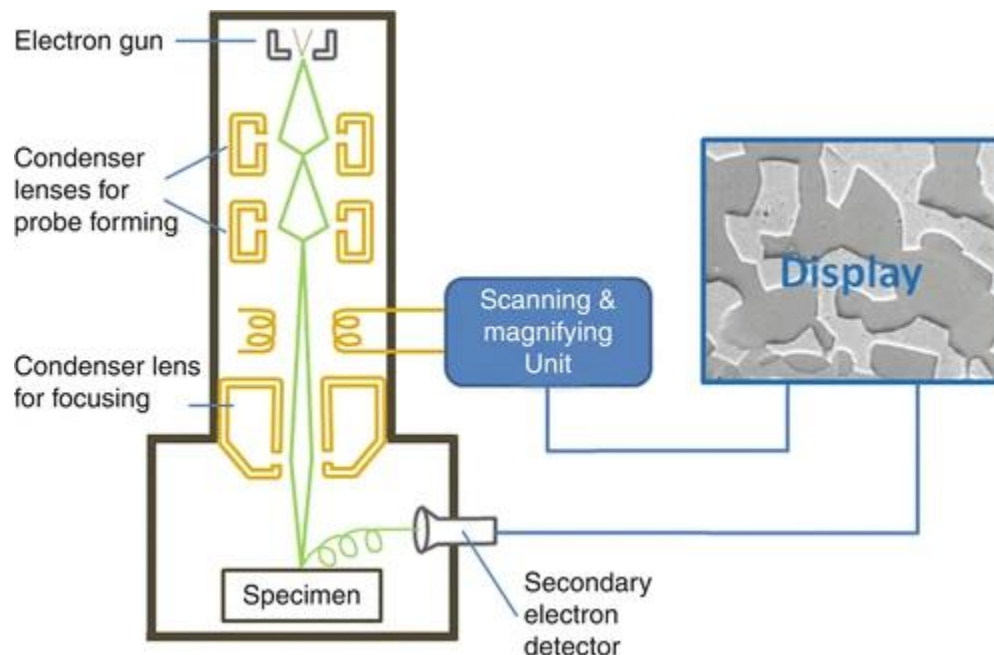 Electron gun
Condenser
lenses for
probe forming
Scanning &
magnifying
Unit
Display
Condenser lens
for focusing
Specimen
Secondary
electron
detector